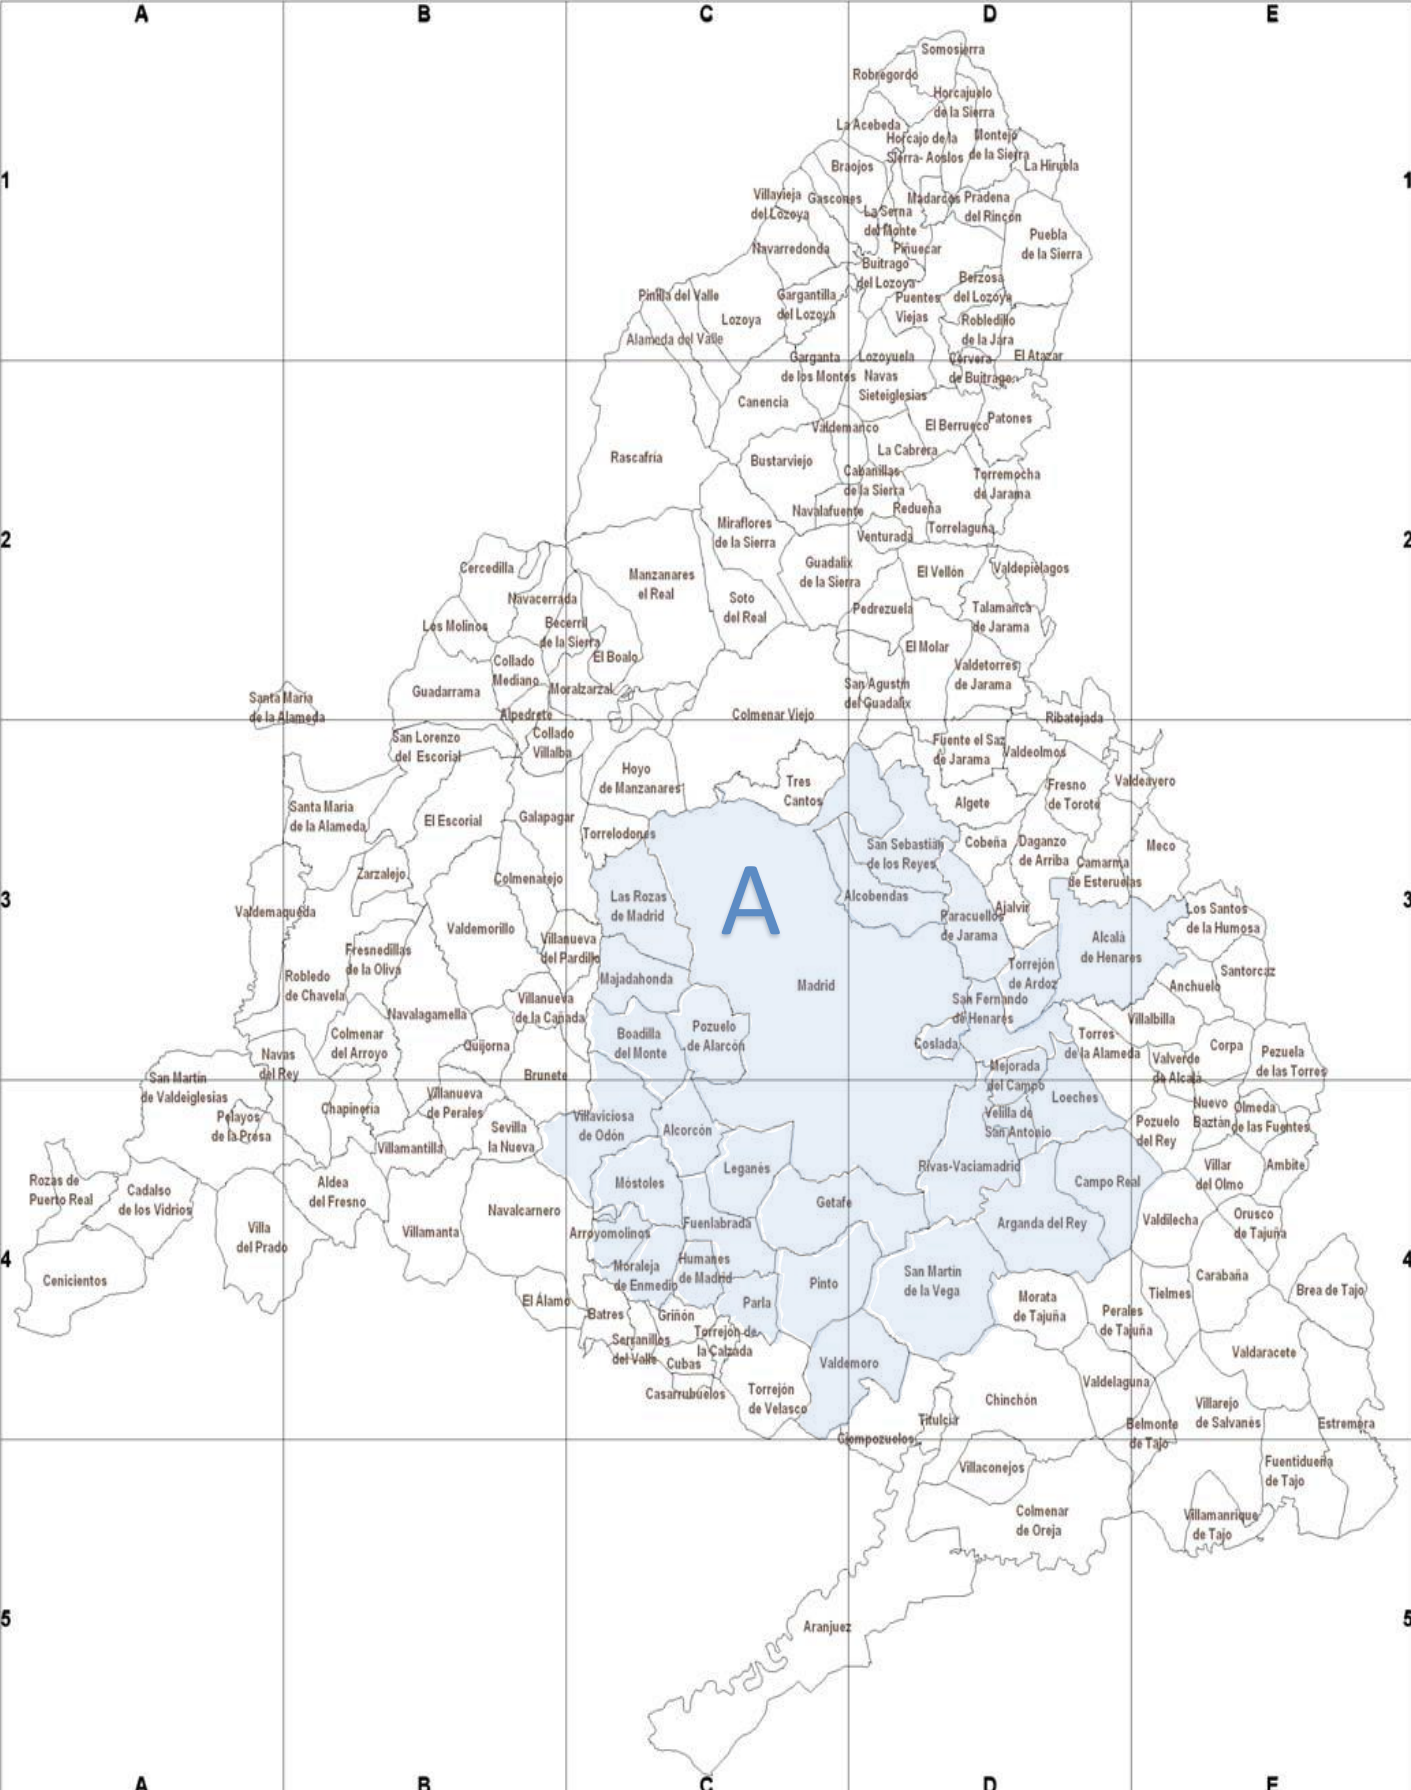 A B C D E
Somosierra
Robregordo
Horcajuelo
de la Sierra
La Acebeda
Horcajo de la
Sierra- Aoslos
Montejo
de la Sierra
La Hiruela
Braojos
1 1
Villavieja
del Lozoya
Gascones
La Serna
del Monte
Madarcos
Pradena
del Rincón
Piñuecar
Puebla
de la Sierra
Navarredonda
Buitrago
del Lozoya
Berzosa
del Lozoya
Pinilla del Valle
Gargantilla
del Lozoya
Puentes
Viejas
Lozoya
Robledillo
de la Jara
Alameda del Valle
Garganta
de los Montes
Lozoyuela
Navas
Sieteiglesias
Cervera
de Buitrago
El Atazar
Canencia
Valdemanco
El Berrueco
Patones
Rascafría
Bustarviejo
La Cabrera
Cabanillas
de la Sierra
Torremocha
de Jarama
Navalafuente
Redueña
Miraflores
de la Sierra
Torrelaguna
2 2
Venturada
Cercedilla
Manzanares
el Real
Guadalix
de la Sierra
El Vellón
Valdepiélagos
Navacerrada
Soto
del Real
Pedrezuela
Talamanca
de Jarama
Los Molinos
Becerril
de la Sierra
El Boalo
El Molar
Collado
Mediano
Valdetorres
de Jarama
Guadarrama
Moralzarzal
San Agustín
del Guadalix
Santa María
de la Alameda
Alpedrete
Colmenar Viejo
Ribatejada
San Lorenzo
del Escorial
Collado
Villalba
Fuente el Saz
de Jarama
Valdeolmos
Hoyo
de Manzanares
Tres
Cantos
Fresno
de Torote
Valdeavero
Santa María
de la Alameda
El Escorial
Galapagar
Algete
Torrelodones
San Sebastián
de los Reyes
Cobeña
Daganzo
de Arriba
Camarma
de Esteruelas
Meco
Zarzalejo
Colmenarejo
A
3 3
Las Rozas
de Madrid
Alcobendas
Ajalvir
Valdemaqueda
Paracuellos
de Jarama
Los Santos
de la Humosa
Valdemorillo
Villanueva
del Pardillo
Alcalá
de Henares
Fresnedillas
de la Oliva
Robledo
de Chavela
Majadahonda
Madrid
Torrejón
de Ardoz
Santorcaz
Anchuelo
Navalagamella
Villanueva
de la Cañada
San Fernando
de Henares
Villalbilla
Colmenar
del Arroyo
Quijorna
Boadilla
del Monte
Pozuelo
de Alarcón
Coslada
Torres
de la Alameda
Corpa
Navas
del Rey
Brunete
Mejorada
del Campo
Valverde
de Alcalá
Pezuela
de las Torres
San Martín
de Valdeiglesias
Chapinería
Villanueva
de Perales
Loeches
Nuevo
Baztán
Olmeda
de las Fuentes
Pelayos
de la Presa
Sevilla
la Nueva
Villaviciosa
de Odón
Alcorcón
Velilla de
San Antonio
Pozuelo
del Rey
Villamantilla
Leganés
Rivas-Vaciamadrid
Villar
del Olmo
Ambite
Rozas de
Puerto Real
Cadalso
de los Vidrios
Aldea
del Fresno
Móstoles
Campo Real
Getafe
Villa
del Prado
Villamanta
Navalcarnero
Arroyomolinos
Fuenlabrada
Arganda del Rey
Valdilecha
Orusco
de Tajuña
4 4
Cenicientos
Moraleja
de Enmedio
Humanes
de Madrid
Pinto
San Martín
de la Vega
Carabaña
Tielmes
Brea de Tajo
El Álamo
Batres
Griñón
Parla
Morata
de Tajuña
Perales
de Tajuña
Serranillos
del Valle
Torrejón de
la Calzada
Cubas
Valdemoro
Valdaracete
Casarrubuelos
Torrejón
de Velasco
Chinchón
Valdelaguna
Villarejo
de Salvanés
Titulcia
Belmonte
de Tajo
Estremera
Ciempozuelos
Villaconejos
Fuentidueña
de Tajo
Colmenar
de Oreja
Villamanrique
de Tajo
5 5
Aranjuez
A B C D E